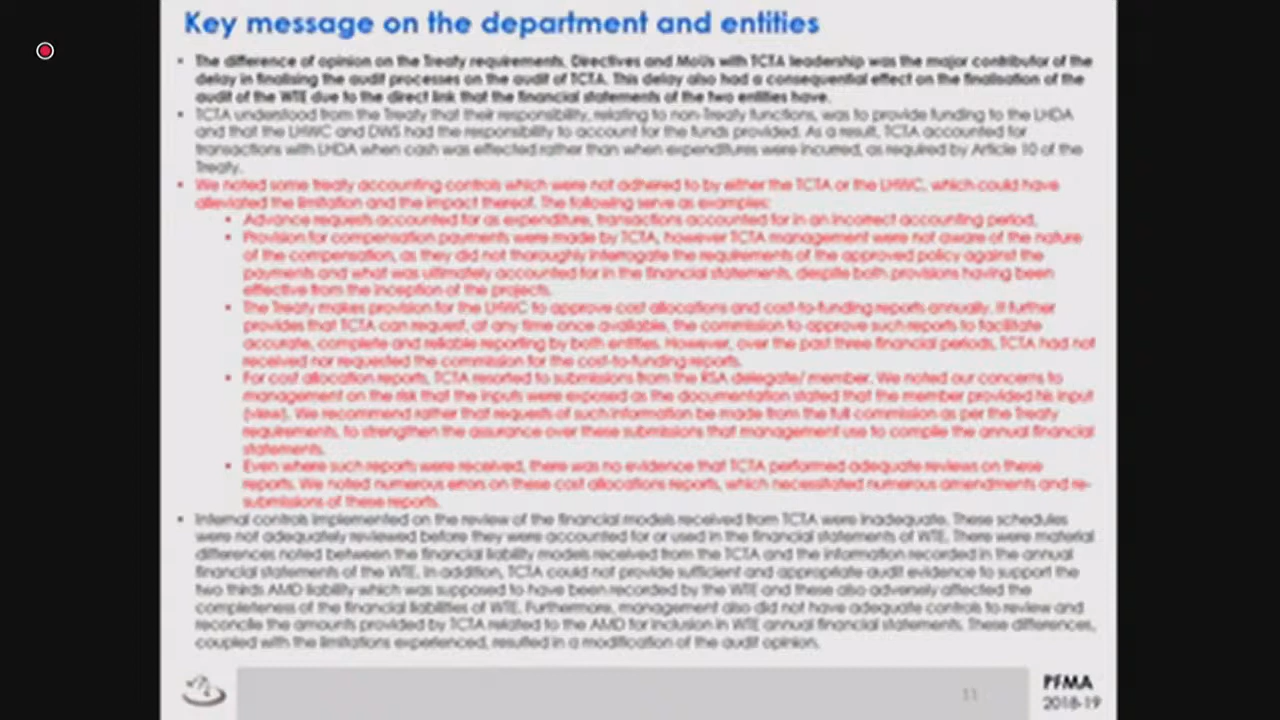 Key message on the department and entities
• The difference of opinion on the Treaty requirements, Directives and MoUs with TCTA leadership was the major contributor of the
delay in finalising the audit processes on the audit of TCTA. This delay also had a consequential effect on the finalisation of the
audit of the WTE due to the direct link that the financial statements of the two entities have.
• TCTA understood from the Treaty that their responsibility, relating to non-Treaty functions, was to provide funding to the LHDA
and that the LHWC and DWS had the responsibility to account for the funds provided. As a result, TCTA accounted for
transactions with LHDA when cash was effected rather than when expenditures were incurred, as required by Article 10 of the
Treaty.
• We noted some treaty accounting controls which were not adhered to by either the TCTA or the LHWC, which could have
alleviated the limitation and the impact thereof. The following serve as examples:
• Advance requests accounted for as expenditure, transactions accounted for in an incorrect accounting period.
• Provision for compensation payments were made by TCTA, however TCTA management were not aware of the nature
of the compensation, as they did not thoroughly interrogate the requirements of the approved policy against the
payments and what was ultimately accounted for in the financial statements, despite both provisions having been
effective from the inception of the projects.
• The Treaty makes provision for the LHWC to approve cost allocations and cost-to-funding reports annually. It further
provides that TCTA can request, at any time once available, the commission to approve such reports to facilitate
accurate, complete and reliable reporting by both entities. However, over the past three financial periods, TCTA had not
received nor requested the commission for the cost-to-funding reports.
• For cost allocation reports, TCTA resorted to submissions from the RSA delegate/ member. We noted our concerns to
management on the risk that the inputs were exposed as the documentation stated that the member provided his input
(view). We recommend rather that requests of such information be made from the full commission as per the Treaty
requirements, to strengthen the assurance over these submissions that management use to compile the annual financial
statements.
• Even where such reports were received, there was no evidence that TCTA performed adequate reviews on these
reports. We noted numerous errors on these cost allocations reports, which necessitated numerous amendments and re-
submissions of these reports.
• Internal controls implemented on the review of the financial models received from TCTA were inadequate. These schedules
were not adequately reviewed before they were accounted for or used in the financial statements of WTE. There were material
differences noted between the financial liability models received from the TCTA and the information recorded in the annual
financial statements of the WTE. In addition, TCTA could not provide sufficient and appropriate audit evidence to support the
two thirds AMD liability which was supposed to have been recorded by the WTE and these also adversely affected the
completeness of the financial liabilities of WTE. Furthermore, management also did not have adequate controls to review and
reconcile the amounts provided by TCTA related to the AMD for inclusion in WTE annual financial statements. These differences,
coupled with the limitations experienced, resulted in a modification of the audit opinion.
11
PFMA
2018-19